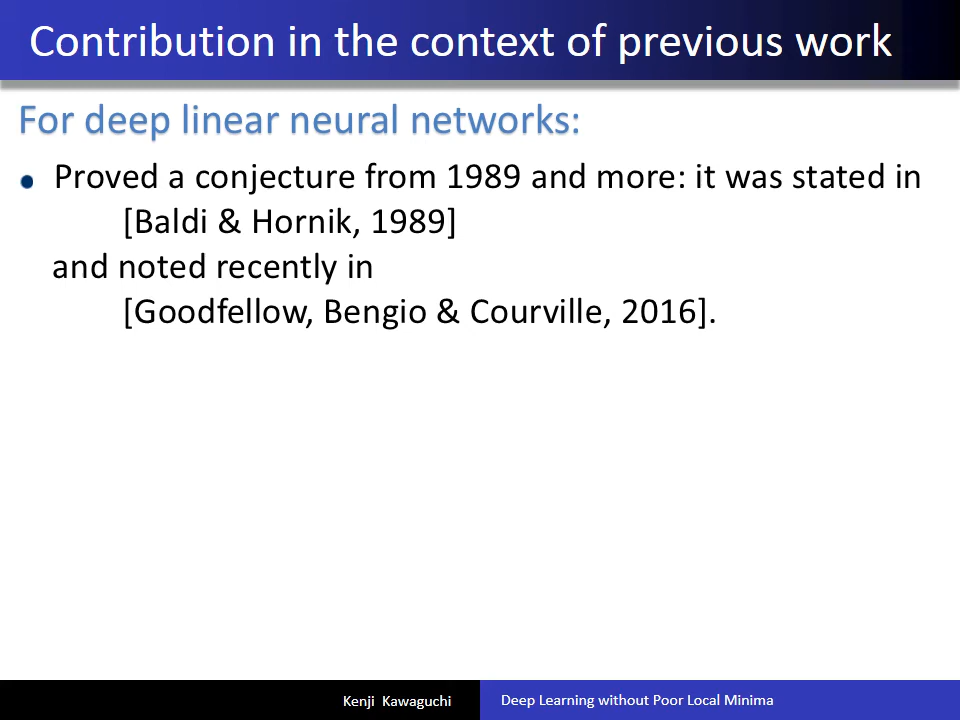 Contribution in the context of previous work
For deep linear neural networks:
Proved a conjecture from 1989 and more: it was stated in
[Baldi & Hornik, 1989]
and noted recently in
[Goodfellow, Bengio & Courville, 2016].
Kenji Kawaguchi
Deep Learning without Poor Local Minima